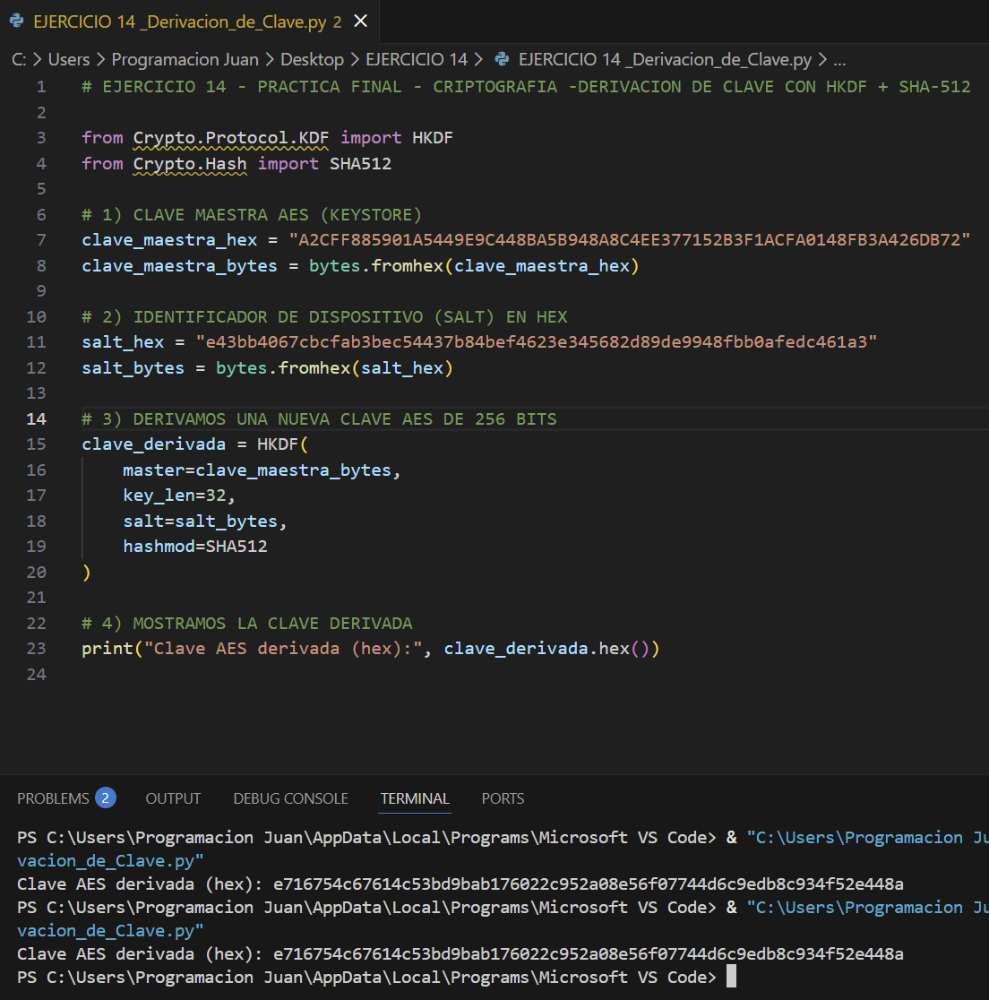 EJERCICIO 14 _Derivacion_de_Clave.py 2
C: > Users > Programacion Juan > Desktop > EJERCICIO 14 > EJERCICIO 14 _Derivacion_de_Clave.py > ...
1 # EJERCICIO 14 - PRACTICA FINAL - CRIPTOGRAFIA -DERIVACION DE CLAVE CON HKDF + SHA-512
2
3 from Crypto.Protocol.KDF import HKDF
4 from Crypto.Hash import SHA512
5
6 # 1) CLAVE MAESTRA AES (KEYSTORE)
7 clave_maestra_hex = "A2CFF885901A5449E9C448BA5B948A8C4EE377152B3F1ACFA0148FB3A426DB72"
8 clave_maestra_bytes = bytes.fromhex(clave_maestra_hex)
9
10 # 2) IDENTIFICADOR DE DISPOSITIVO (SALT) EN HEX
11 salt_hex = "e43bb4067cbcfab3bec54437b84bef4623e345682d89de9948fbb0afedc461a3"
12 salt_bytes = bytes.fromhex(salt_hex)
13
14 # 3) DERIVAMOS UNA NUEVA CLAVE AES DE 256 BITS
15 clave_derivada = HKDF(
16     master=clave_maestra_bytes,
17     key_len=32,
18     salt=salt_bytes,
19     hashmod=SHA512
20 )
21
22 # 4) MOSTRAMOS LA CLAVE DERIVADA
23 print("Clave AES derivada (hex):", clave_derivada.hex())
24
PROBLEMS 2 OUTPUT DEBUG CONSOLE TERMINAL PORTS
PS C:\Users\Programacion Juan\AppData\Local\Programs\Microsoft VS Code> & "C:\Users\Programacion Ju
vacion_de_Clave.py"
Clave AES derivada (hex): e716754c67614c53bd9bab176022c952a08e56f07744d6c9edb8c934f52e448a
PS C:\Users\Programacion Juan\AppData\Local\Programs\Microsoft VS Code> & "C:\Users\Programacion Ju
vacion_de_Clave.py"
Clave AES derivada (hex): e716754c67614c53bd9bab176022c952a08e56f07744d6c9edb8c934f52e448a
PS C:\Users\Programacion Juan\AppData\Local\Programs\Microsoft VS Code>